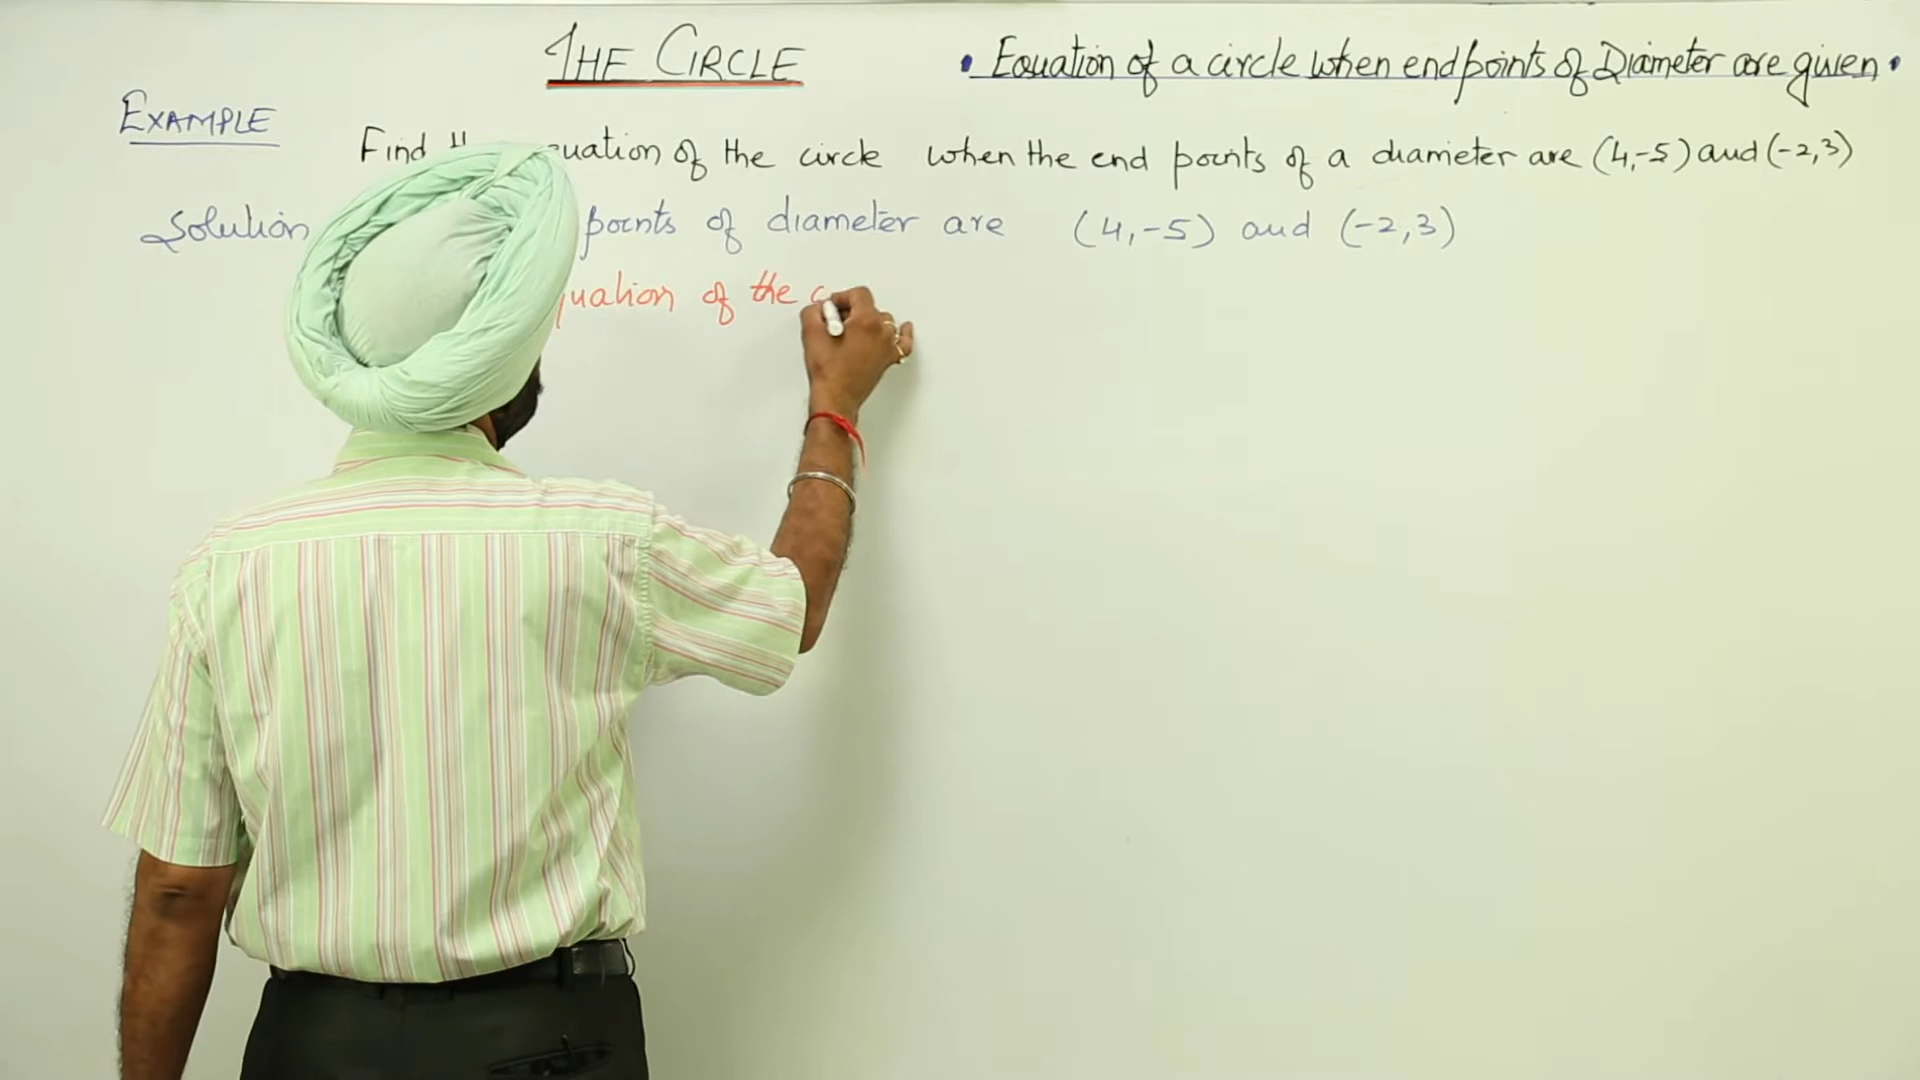 THE CIRCLE
• Equation of a circle when end points of Diameter are given •
EXAMPLE
Find uation of the circle when the end points of a diameter are (4,-5) and (-2,3)
Solution points of diameter are (4,-5) and (-2,3)
quation of the c